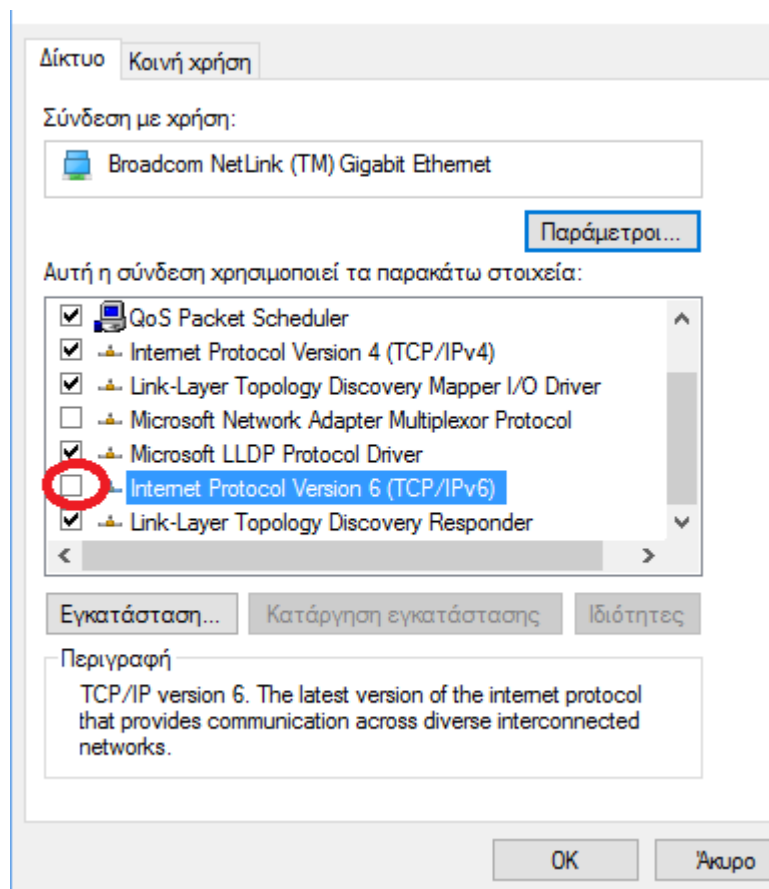 Δίκτυο Κοινή χρήση
Σύνδεση με χρήση:
Broadcom NetLink (TM) Gigabit Ethernet
Παράμετροι...
Αυτή η σύνδεση χρησιμοποιεί τα παρακάτω στοιχεία:
QoS Packet Scheduler
Internet Protocol Version 4 (TCP/IPv4)
Link-Layer Topology Discovery Mapper I/O Driver
Microsoft Network Adapter Multiplexor Protocol
Microsoft LLDP Protocol Driver
Internet Protocol Version 6 (TCP/IPv6)
Link-Layer Topology Discovery Responder
Εγκατάσταση... Κατάργηση εγκατάστασης Ιδιότητες
Περιγραφή
TCP/IP version 6. The latest version of the internet protocol
that provides communication across diverse interconnected
networks.
OK Άκυρο